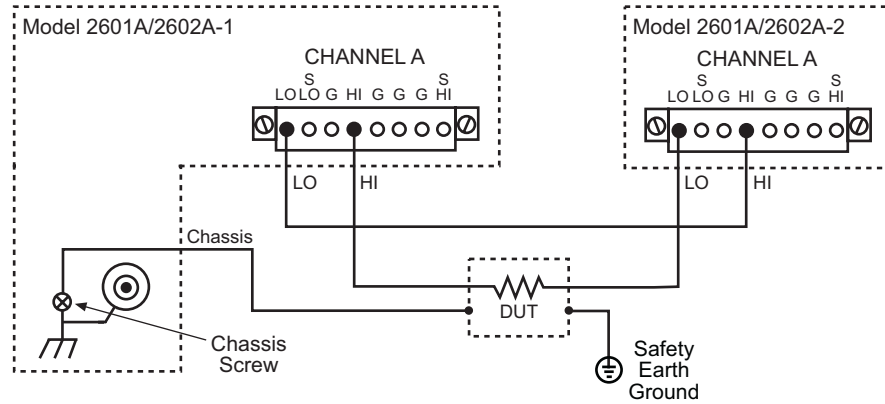 Model 2601A/2602A-1
CHANNEL A
S S
LO LO G HI G G G HI
LO HI
Model 2601A/2602A-2
CHANNEL A
S S
LO LO G HI G G G HI
LO HI
Chassis
DUT
Chassis
Screw
Safety
Earth
Ground